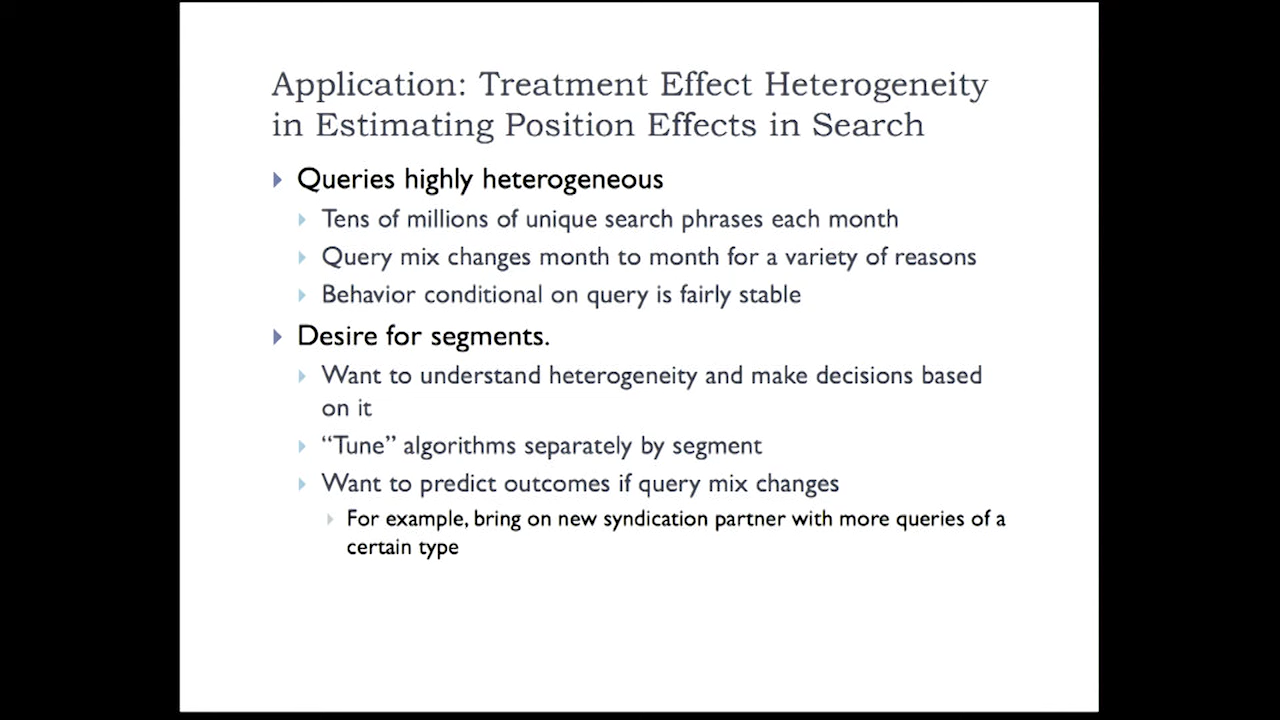 Application: Treatment Effect Heterogeneity
in Estimating Position Effects in Search
Queries highly heterogeneous
Tens of millions of unique search phrases each month
Query mix changes month to month for a variety of reasons
Behavior conditional on query is fairly stable
Desire for segments.
Want to understand heterogeneity and make decisions based
on it
“Tune” algorithms separately by segment
Want to predict outcomes if query mix changes
For example, bring on new syndication partner with more queries of a
certain type